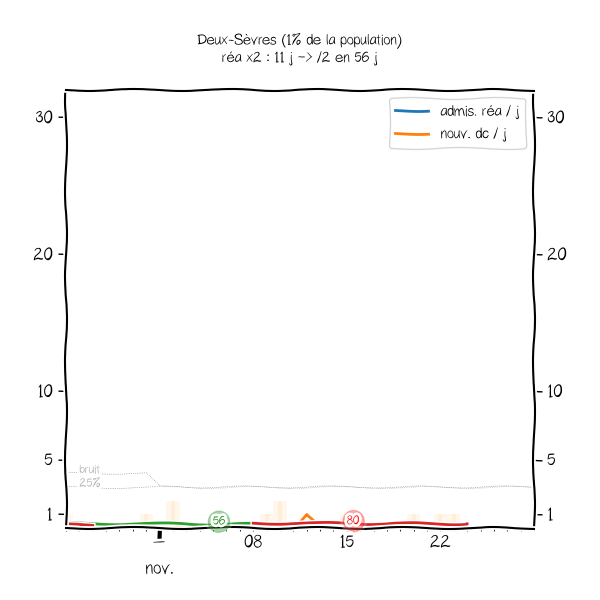 Deux-Sèvres (1% de la population)
réa x2 : 11 j -> /2 en 56 j
admis. réa / j
nouv. dc / j
30
30
20
20
10
10
5
5
bruit
25%
1
1
56
80
1
08
15
22
nov.